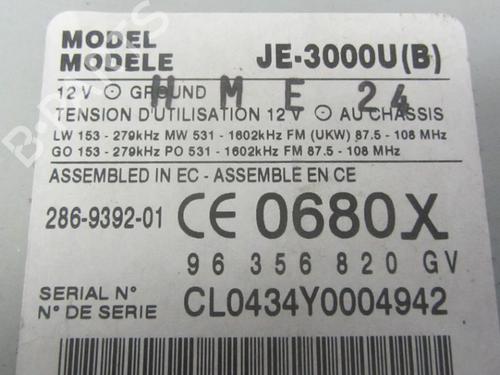 MODEL
MODÈLE JE-3000U(B)
12 V ⊙ GROUND
H M E 24
TENSION D'UTILISATION 12 V ⊙ AU CHASSIS
LW 153 - 279kHz MW 531 - 1602kHz FM (UKW) 87.5 - 108 MHz
GO 153 - 279kHz PO 531 - 1602kHz FM 87.5 - 108 MHz
ASSEMBLED IN EC - ASSEMBLE EN CE
286-9392-01 CE 0680X
96 356 820 GV
SERIAL N°
N° DE SERIE CL0434Y0004942